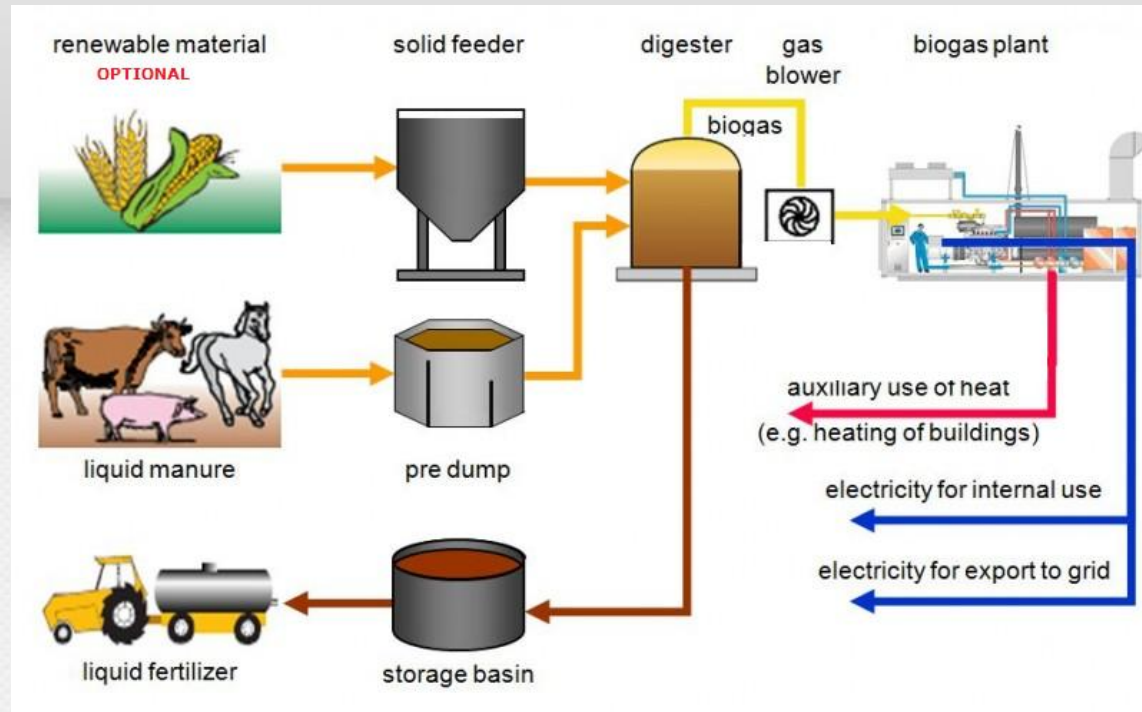 renewable material
OPTIONAL
solid feeder
digester
gas
blower
biogas plant
biogas
liquid manure
pre dump
auxiliary use of heat
(e.g. heating of buildings)
electricity for internal use
electricity for export to grid
liquid fertilizer
storage basin